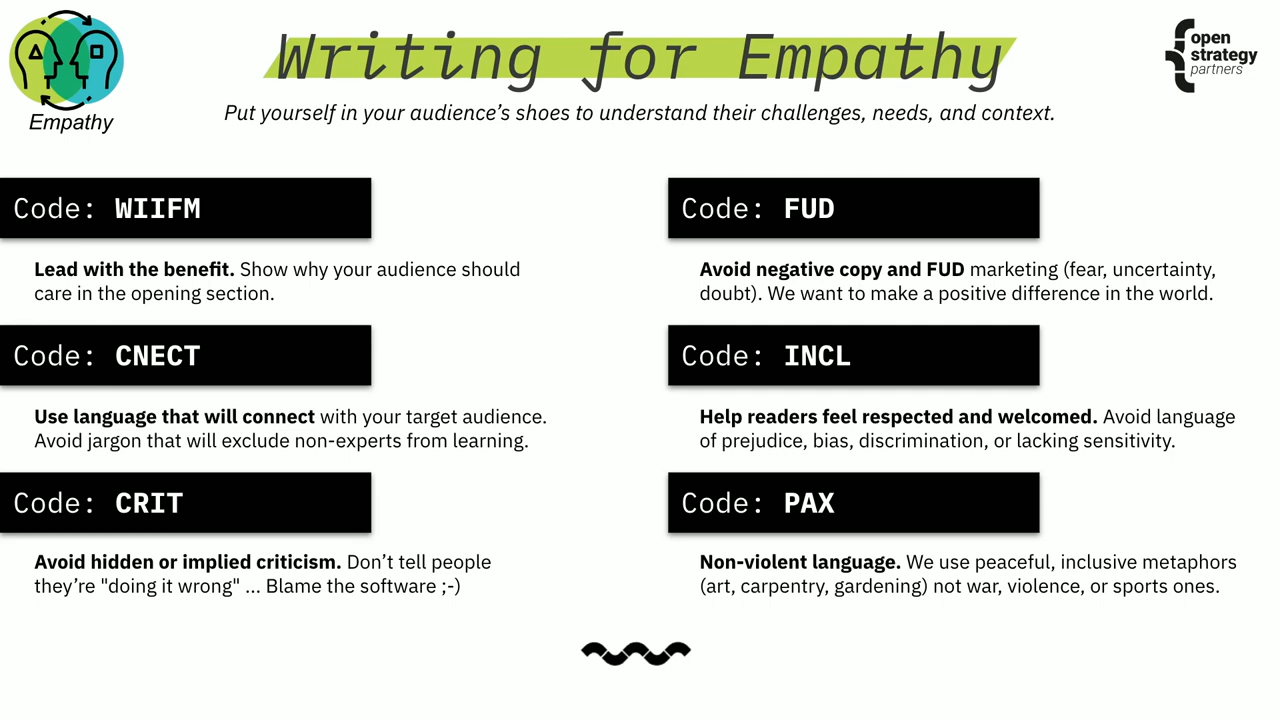 Writing for Empathy
open
strategy
partners
Empathy
Put yourself in your audience’s shoes to understand their challenges, needs, and context.
Code: WIIFM
Lead with the benefit. Show why your audience should
care in the opening section.
Code: CNECT
Use language that will connect with your target audience.
Avoid jargon that will exclude non-experts from learning.
Code: CRIT
Avoid hidden or implied criticism. Don’t tell people
they’re "doing it wrong" ... Blame the software ;-)
Code: FUD
Avoid negative copy and FUD marketing (fear, uncertainty,
doubt). We want to make a positive difference in the world.
Code: INCL
Help readers feel respected and welcomed. Avoid language
of prejudice, bias, discrimination, or lacking sensitivity.
Code: PAX
Non-violent language. We use peaceful, inclusive metaphors
(art, carpentry, gardening) not war, violence, or sports ones.